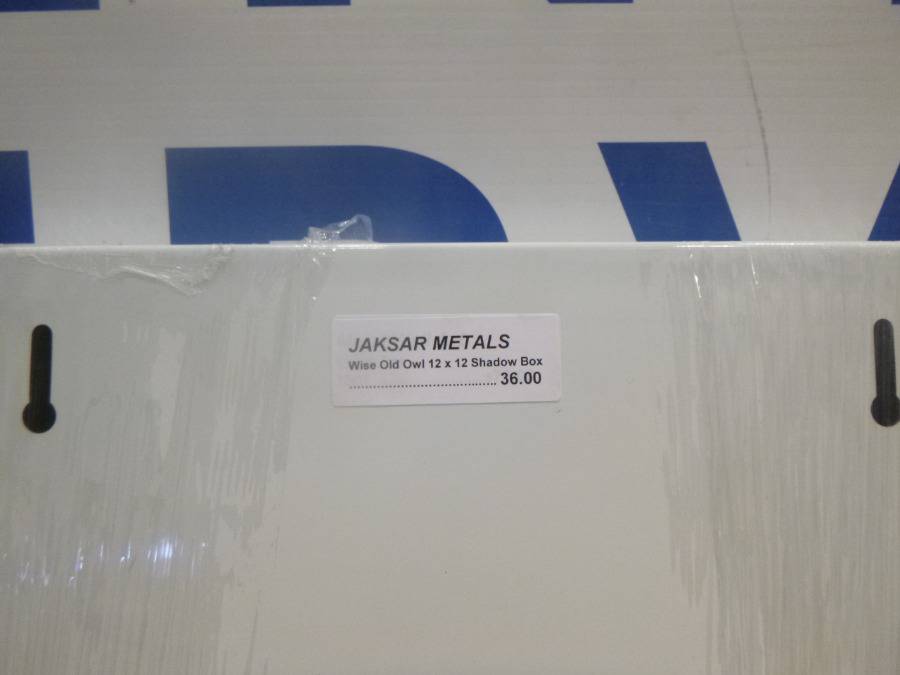 JAKSAR METALS
Wise Old Owl 12 x 12 Shadow Box
........................................ 36.00